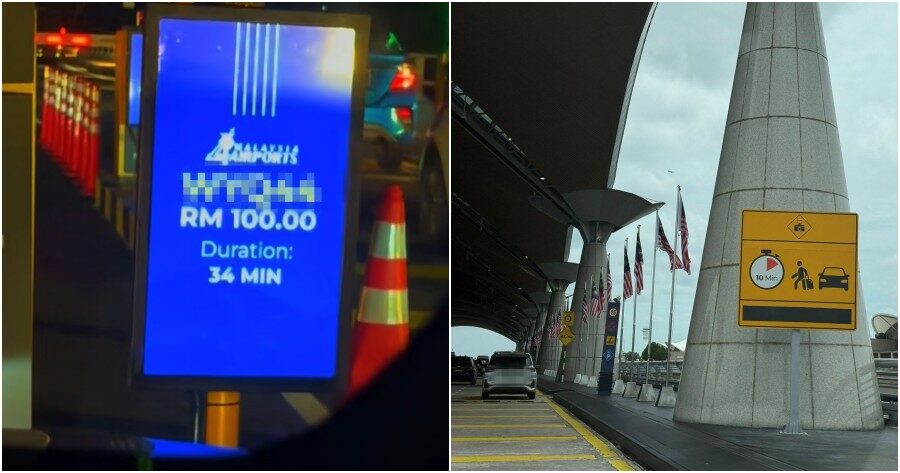 MALAYSIA
AIRPORTS
RM 100.00
Duration:
34 MIN
10 Min